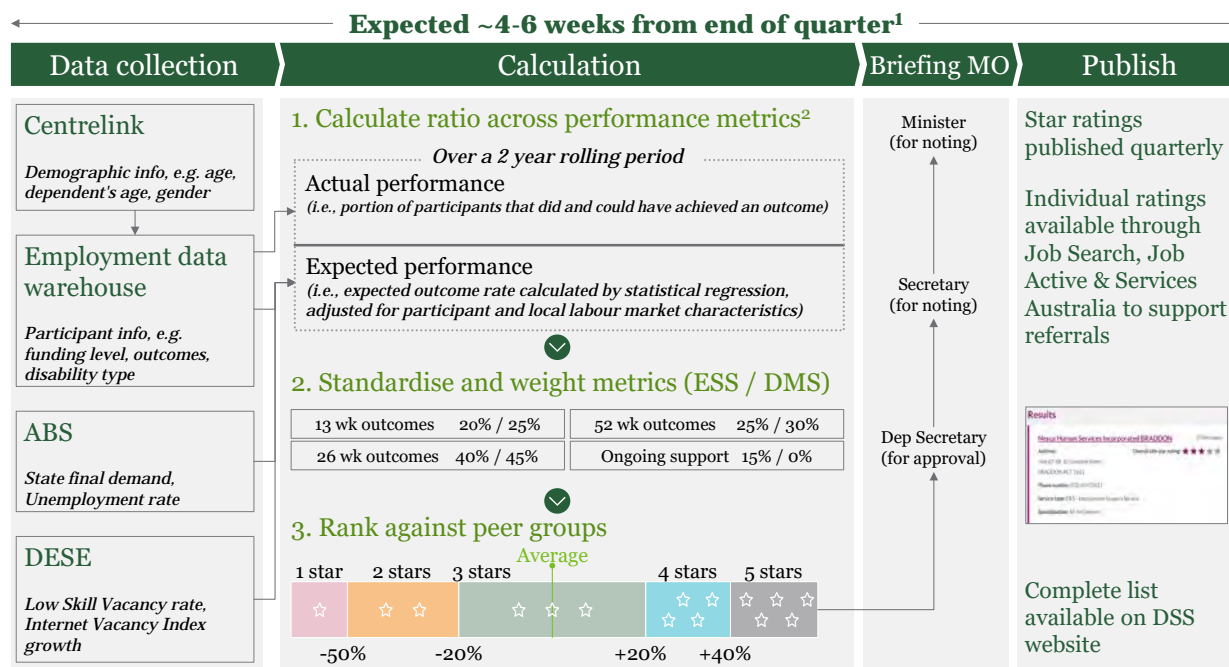 Expected ~4-6 weeks from end of quarter¹
Data collection
Calculation
Briefing MO
Publish
Centrelink
Demographic info, e.g. age,
dependent's age, gender
Employment data
warehouse
Participant info, e.g.
funding level, outcomes,
disability type
ABS
State final demand,
Unemployment rate
DESE
Low Skill Vacancy rate,
Internet Vacancy Index
growth
1. Calculate ratio across performance metrics²
Over a 2 year rolling period
Actual performance
(i.e., portion of participants that did and could have achieved an outcome)
Expected performance
(i.e., expected outcome rate calculated by statistical regression,
adjusted for participant and local labour market characteristics)
2. Standardise and weight metrics (ESS / DMS)
13 wk outcomes 20% / 25%
52 wk outcomes 25% / 30%
26 wk outcomes 40% / 45%
Ongoing support 15% / 0%
3. Rank against peer groups
Average
1 star 2 stars 3 stars 4 stars 5 stars
-50% -20% +20% +40%
Minister
(for noting)
Secretary
(for noting)
Dep Secretary
(for approval)
Star ratings
published quarterly
Individual ratings
available through
Job Search, Job
Active & Services
Australia to support
referrals
Results
Human Services Incorporated BRADDON
Complete list
available on DSS
website